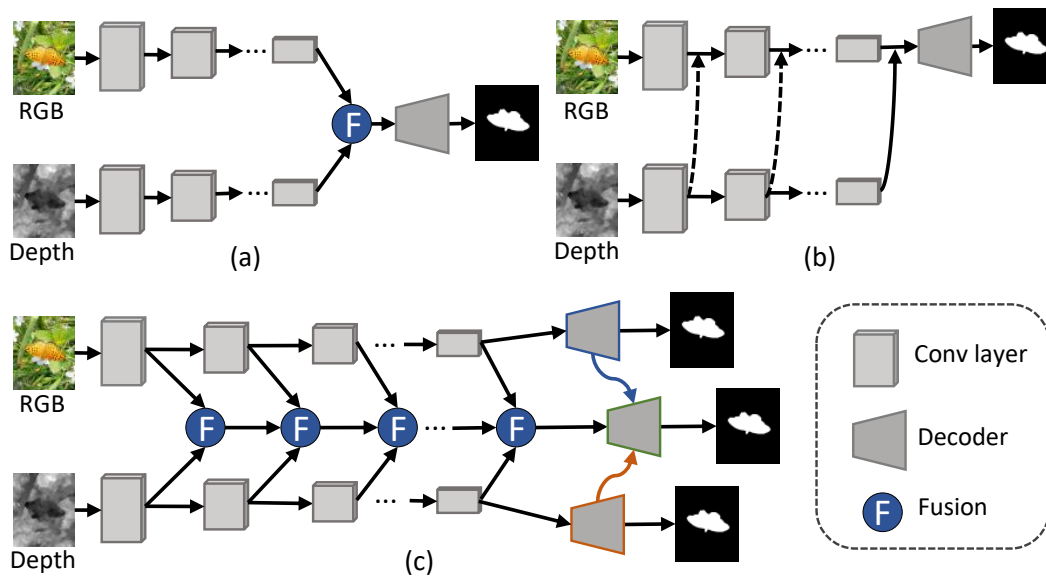 RGB
F
Depth
(a)
RGB
Depth
(b)
RGB
F F F F
Depth
(c)
Conv layer
Decoder
F Fusion